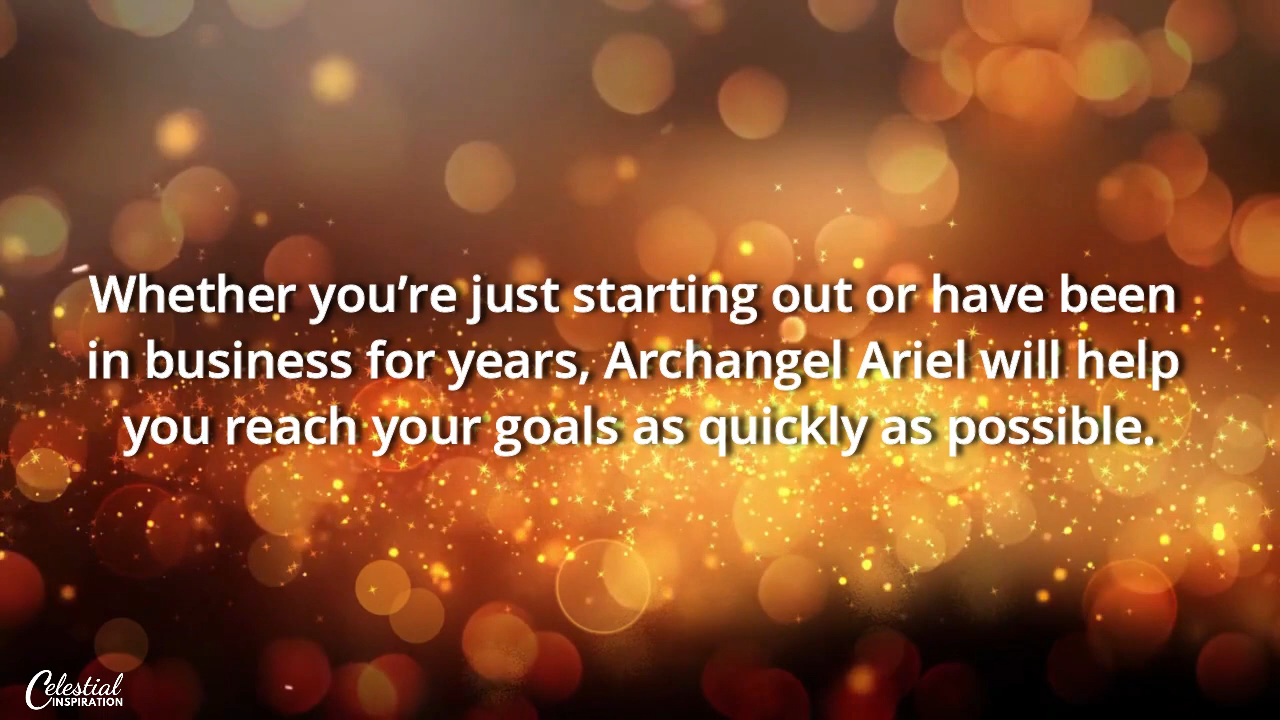 Whether you’re just starting out or have been
in business for years, Archangel Ariel will help
you reach your goals as quickly as possible.
Celestial
INSPIRATION